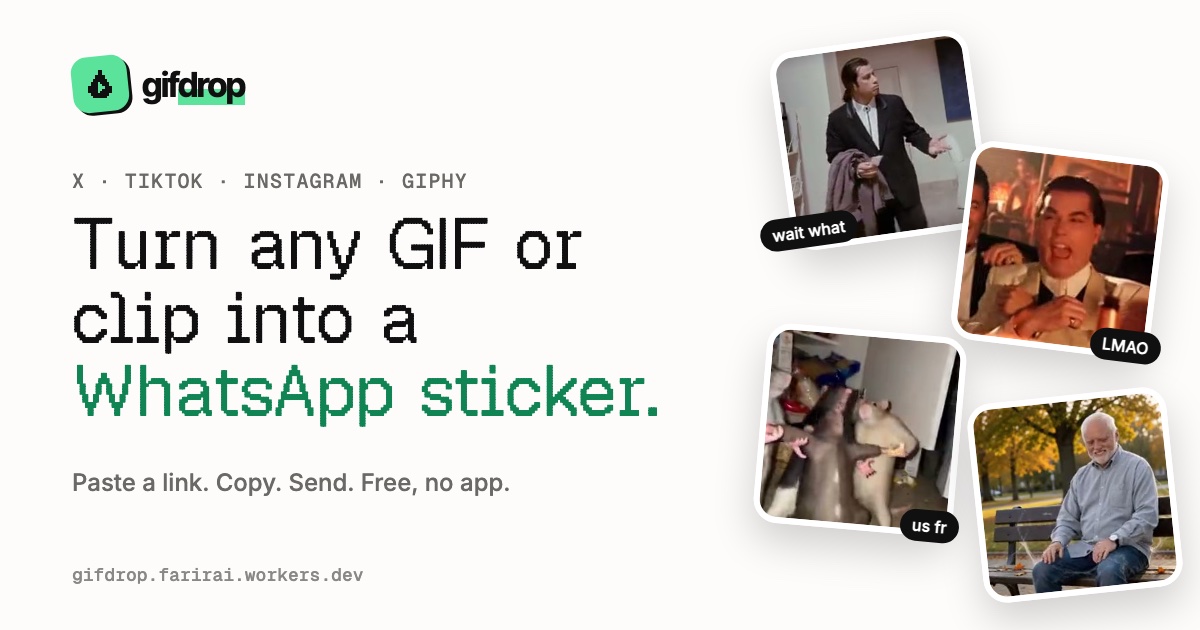 gifdrop
X · TIKTOK · INSTAGRAM · GIPHY
Turn any GIF or
clip into a
WhatsApp sticker.
Paste a link. Copy. Send. Free, no app.
gifdrop.farirai.workers.dev
wait what
LMAO
us fr